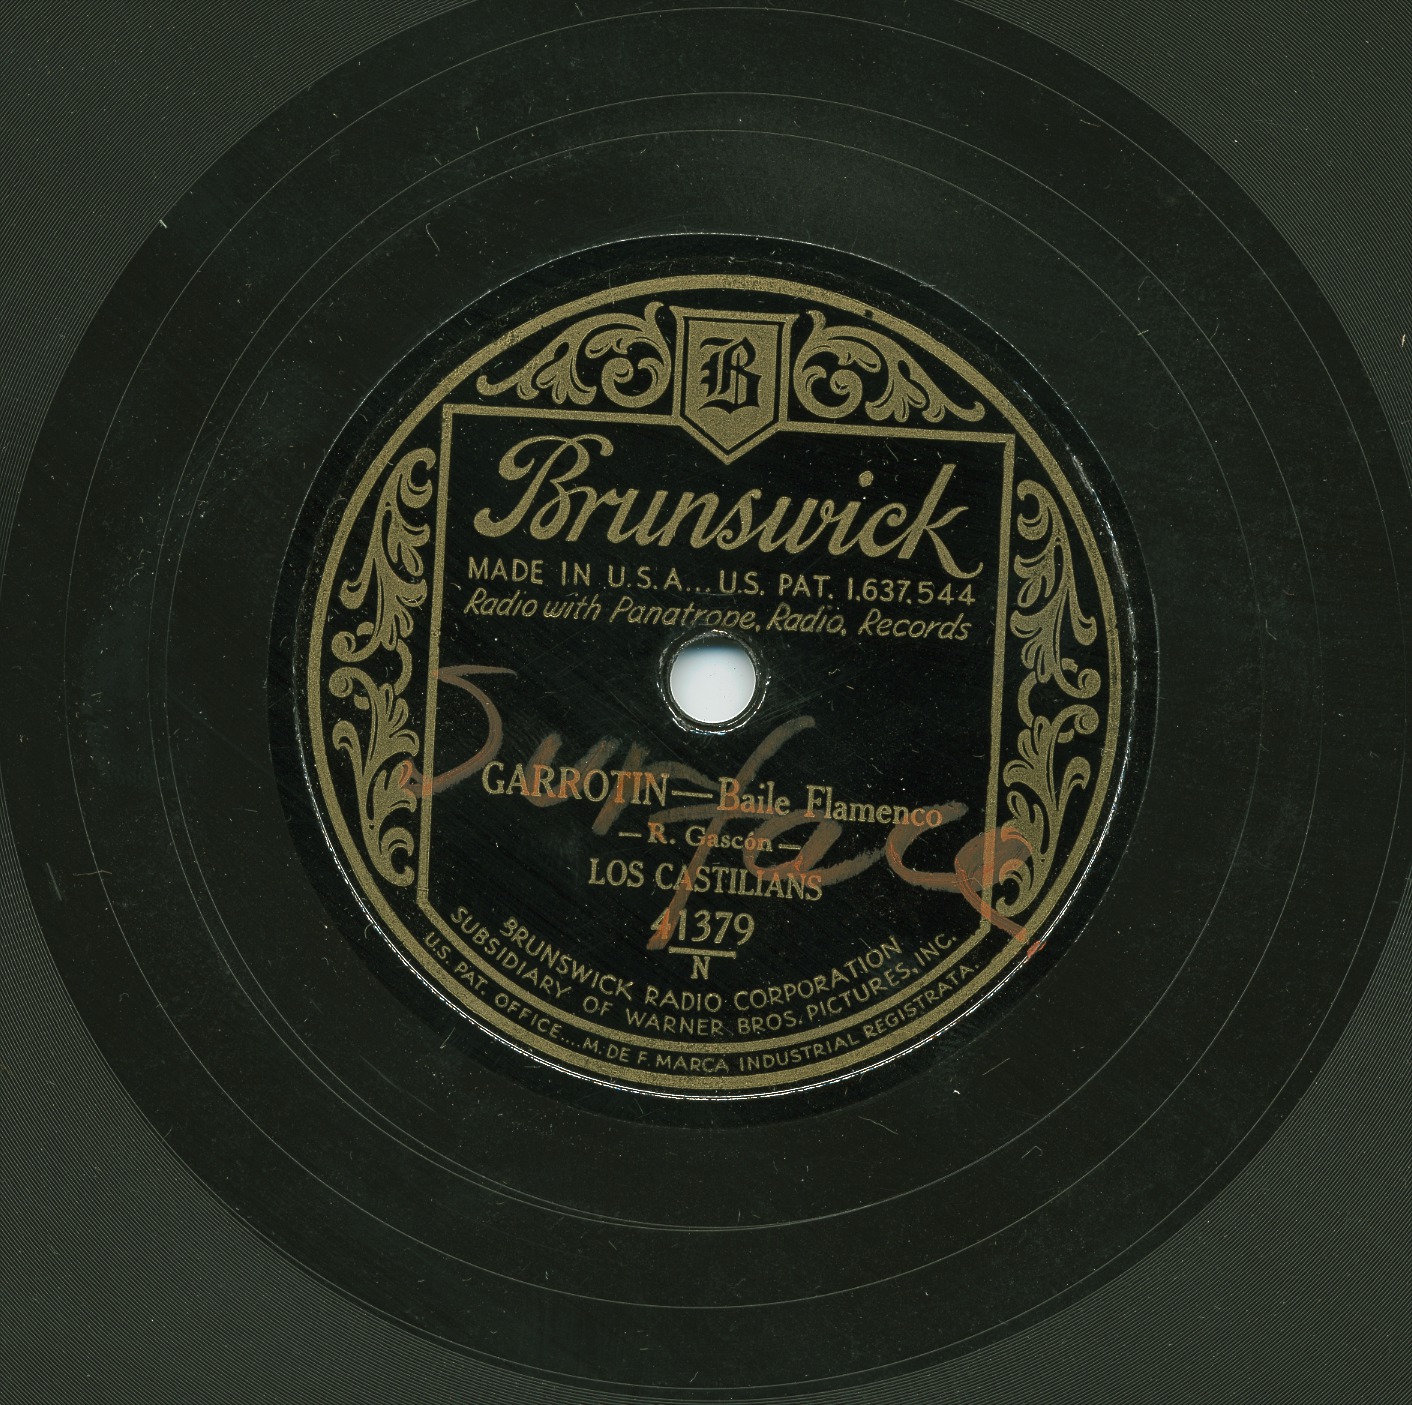 B
Brunswick
MADE IN U.S.A... U.S. PAT. 1.637.544
Radio with Panatrope, Radio, Records
Surface
GARROTIN—Baile Flamenco
— R. Gascón —
LOS CASTILIANS
41379
N
BRUNSWICK RADIO CORPORATION
SUBSIDIARY OF WARNER BROS. PICTURES, INC.
U.S. PAT. OFFICE.... M. DE F. MARCA INDUSTRIAL REGISTRATA.